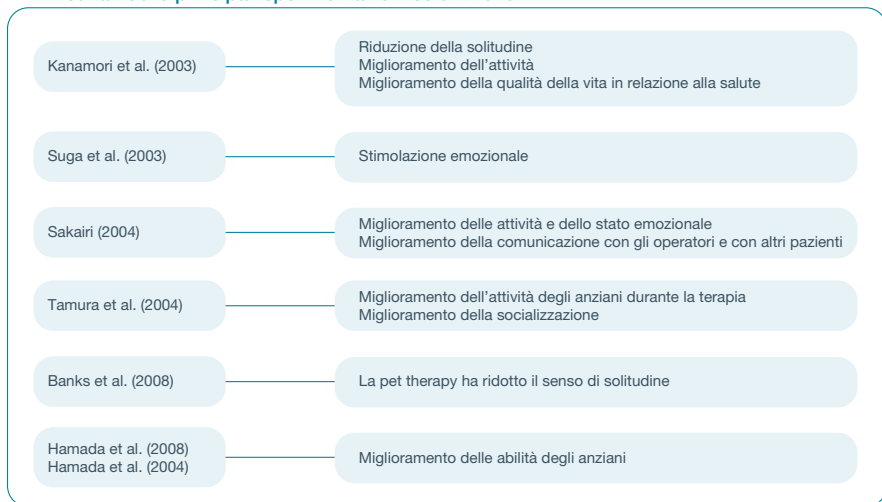 Kanamori et al. (2003)
Riduzione della solitudine
Miglioramento dell'attività
Miglioramento della qualità della vita in relazione alla salute
Suga et al. (2003)
Stimolazione emozionale
Sakairi (2004)
Miglioramento delle attività e dello stato emozionale
Miglioramento della comunicazione con gli operatori e con altri pazienti
Tamura et al. (2004)
Miglioramento dell'attività degli anziani durante la terapia
Miglioramento della socializzazione
Banks et al. (2008)
La pet therapy ha ridotto il senso di solitudine
Hamada et al. (2008)
Hamada et al. (2004)
Miglioramento delle abilità degli anziani